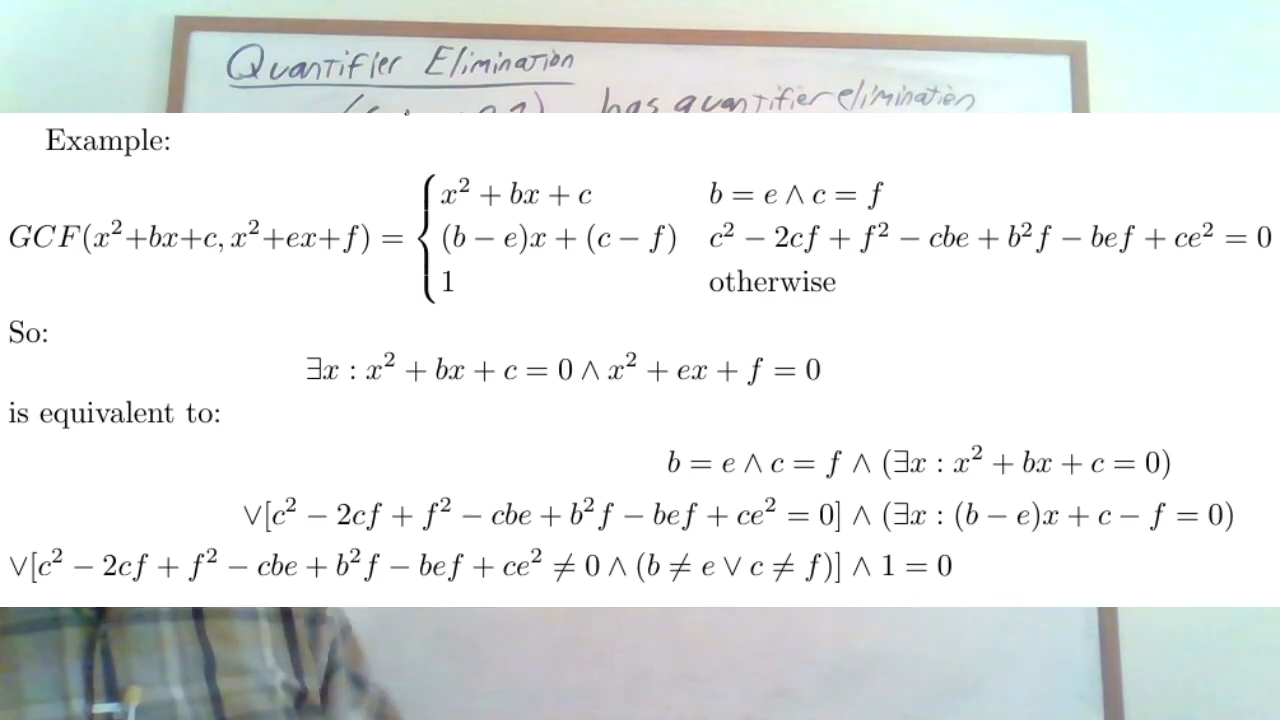 Quantifier Elimination
has quantifier elimination
Example:
GCF(x² + bx + c, x² + ex + f) = { x² + bx + c    b = e ∧ c = f
(b − e)x + (c − f)    c² − 2cf + f² − cbe + b²f − bef + ce² = 0
1    otherwise
So:
∃x : x² + bx + c = 0 ∧ x² + ex + f = 0
is equivalent to:
b = e ∧ c = f ∧ (∃x : x² + bx + c = 0)
∨[c² − 2cf + f² − cbe + b²f − bef + ce² = 0] ∧ (∃x : (b − e)x + c − f = 0)
∨[c² − 2cf + f² − cbe + b²f − bef + ce² ≠ 0 ∧ (b ≠ e ∨ c ≠ f)] ∧ 1 = 0